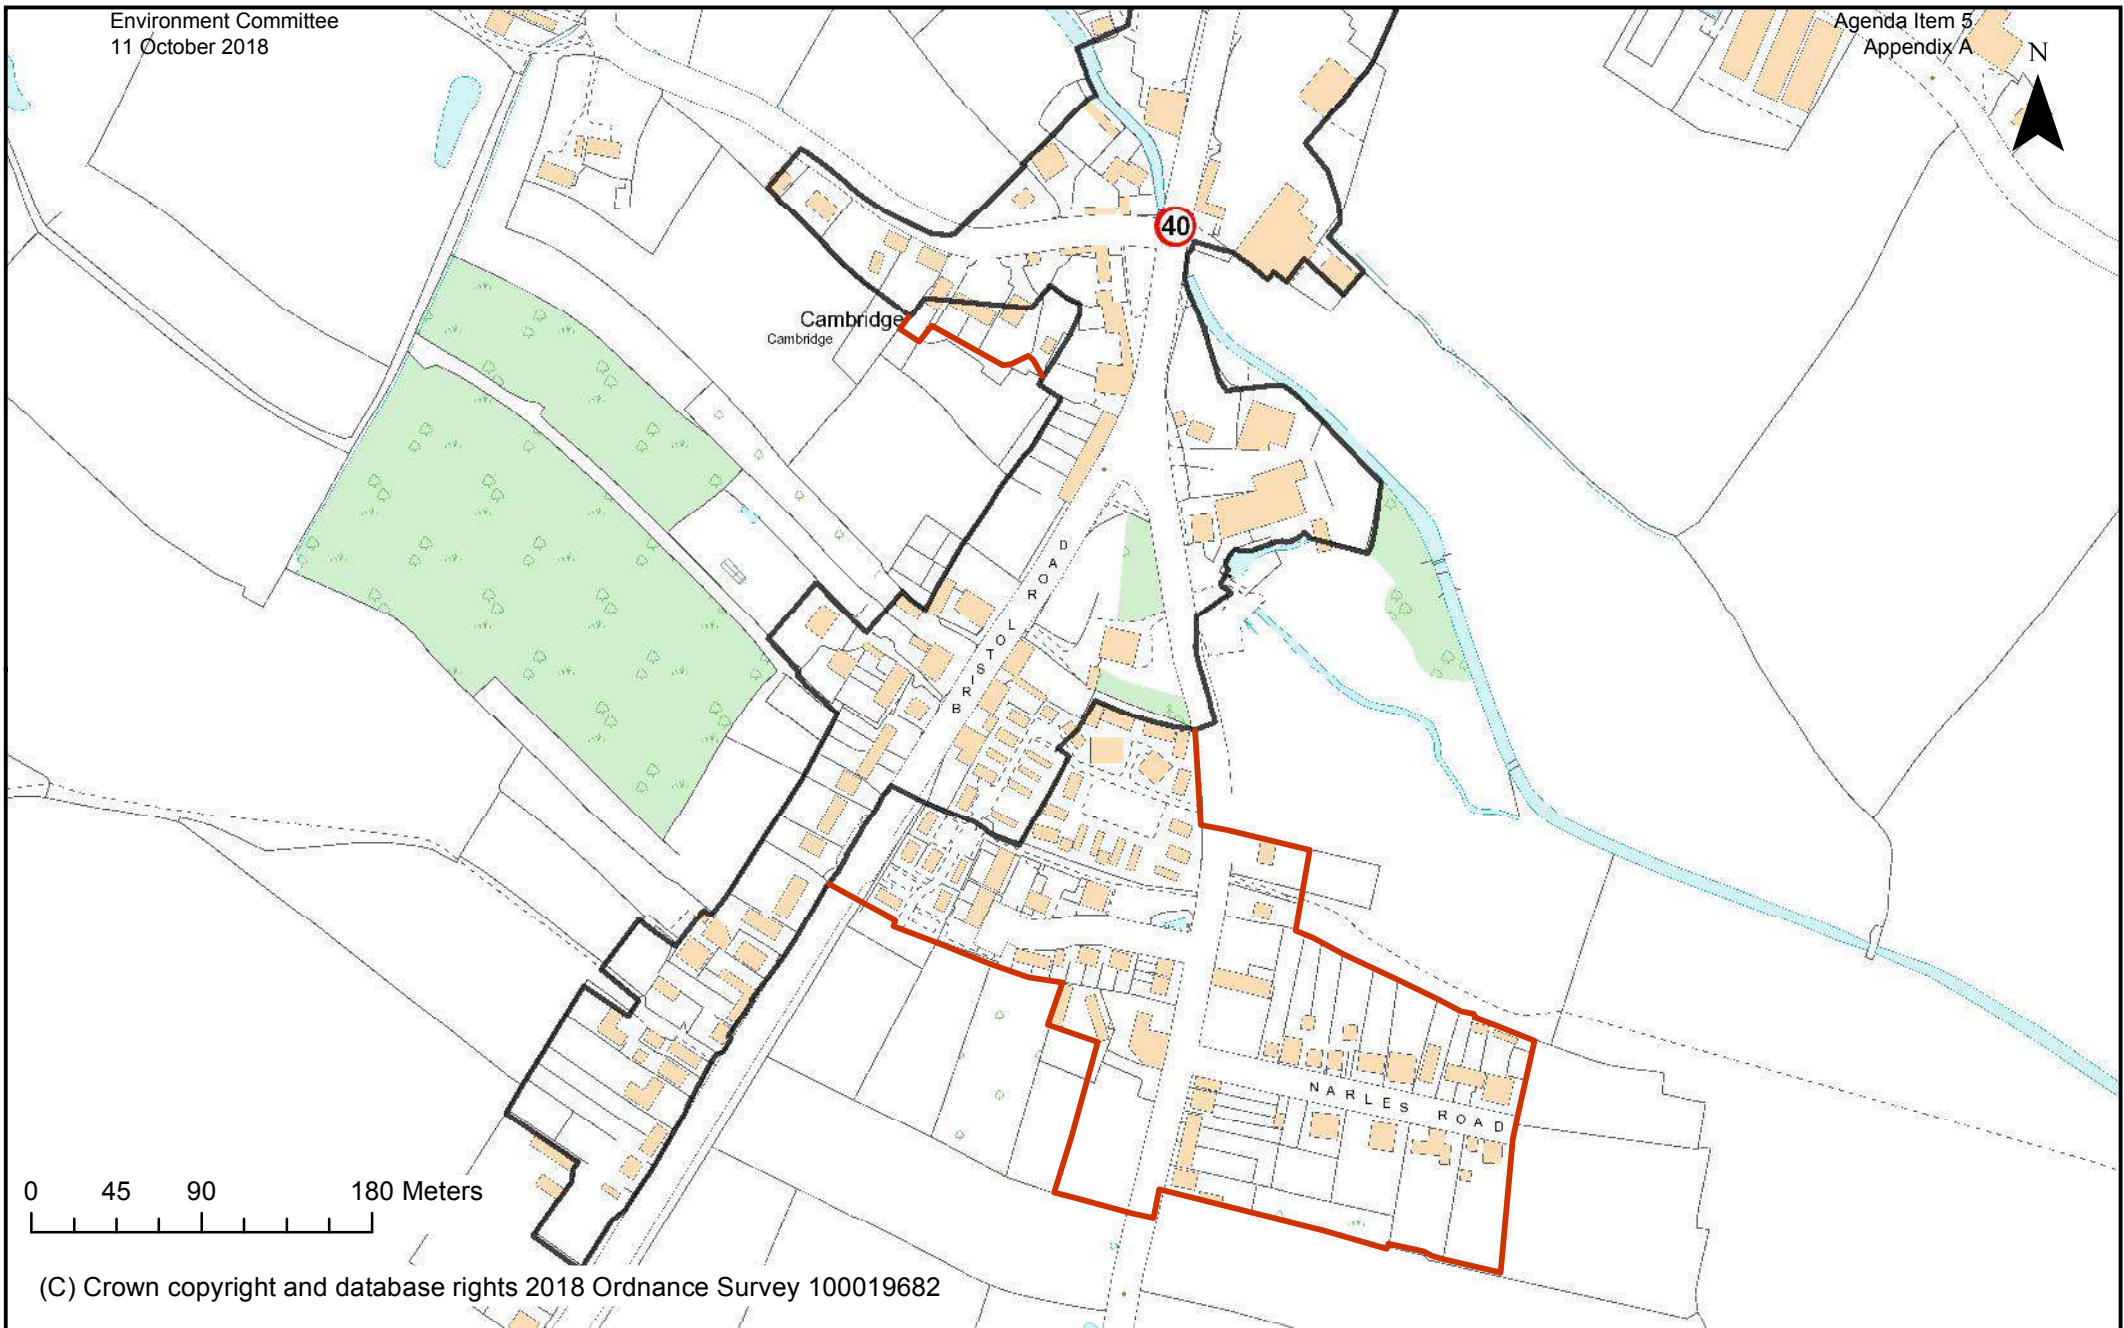 Environment Committee
11 October 2018
Agenda Item 5
Appendix A
N
40
Cambridge
Cambridge
BRISTOL ROAD
NARLES ROAD
0 45 90 180 Meters
(C) Crown copyright and database rights 2018 Ordnance Survey 100019682